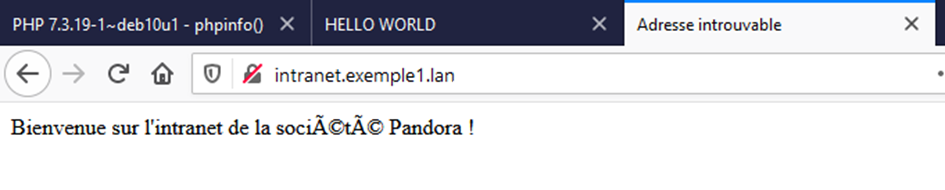 PHP 7.3.19-1~deb10u1 - phpinfo()
HELLO WORLD
Adresse introuvable
intranet.exemple1.lan
Bienvenue sur l'intranet de la sociÃ©tÃ© Pandora !